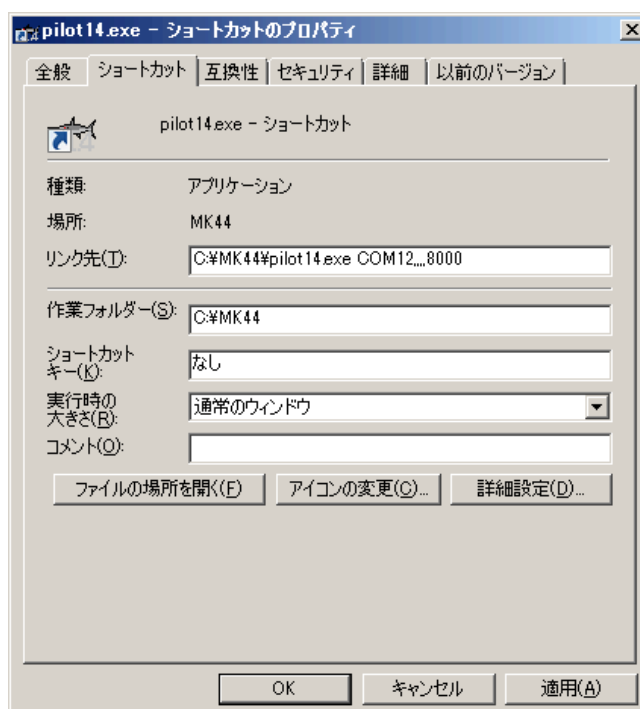 pilot14.exe - ショートカットのプロパティ
全般 ショートカット 互換性 セキュリティ 詳細 以前のバージョン
pilot14.exe - ショートカット
種類: アプリケーション
場所: MK44
リンク先(T): C:¥MK44¥pilot14.exe COM12,,,,8000
作業フォルダー(S): C:¥MK44
ショートカット
キー(K): なし
実行時の
大きさ(R): 通常のウィンドウ
コメント(O):
ファイルの場所を開く(F) アイコンの変更(C)... 詳細設定(D)...
OK キャンセル 適用(A)